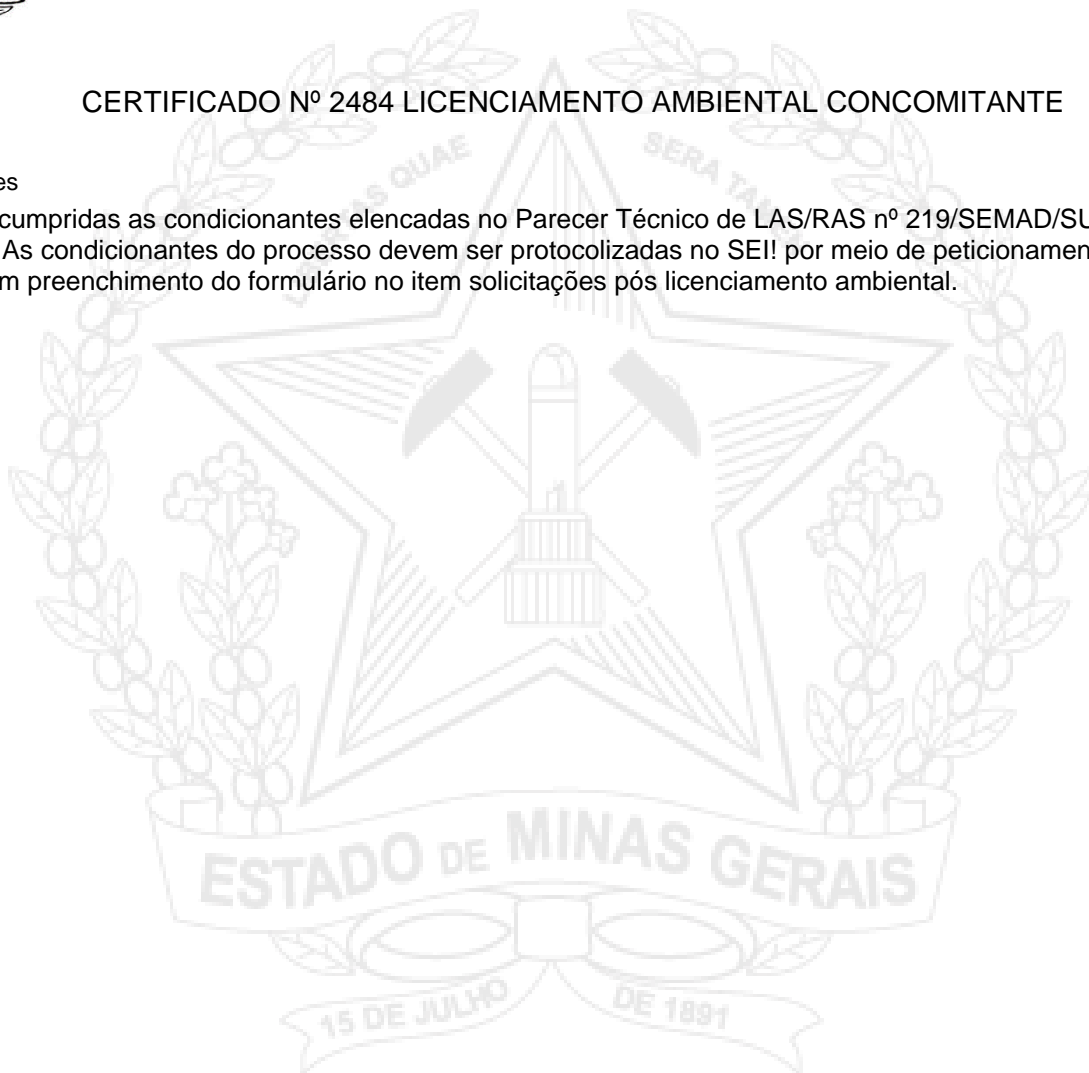 CERTIFICADO Nº 2484 LICENCIAMENTO AMBIENTAL CONCOMITANTE
cumpridas as condicionantes elencadas no Parecer Técnico de LAS/RAS nº 219/SEMAD/SU
As condicionantes do processo devem ser protocolizadas no SEI! por meio de
preenchimento do formulário no item solicitações pós licenciamento ambiental.
QUAE SERA
ESTADO DE MINAS GERAIS
15 DE JULHO DE 1891